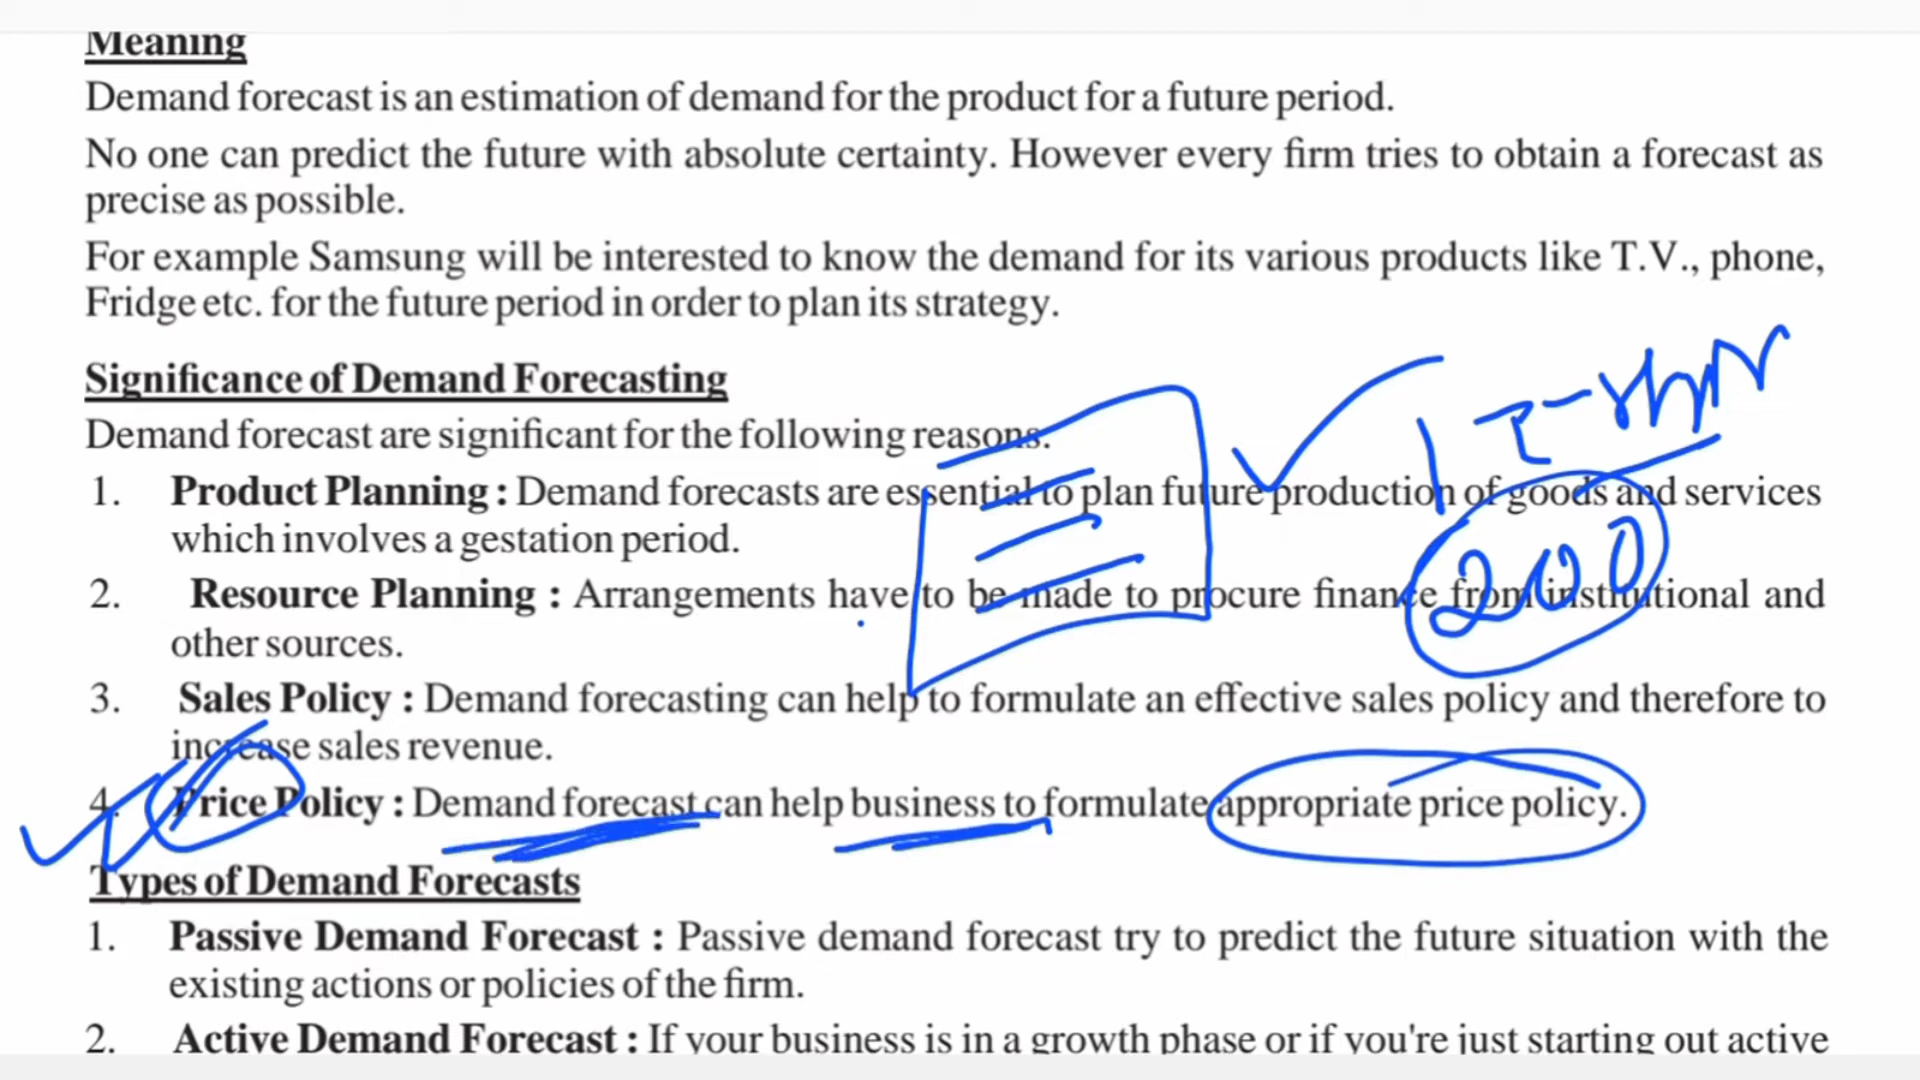 Meaning
Demand forecast is an estimation of demand for the product for a future period.
No one can predict the future with absolute certainty. However every firm tries to obtain a forecast as
precise as possible.
For example Samsung will be interested to know the demand for its various products like T.V., phone,
Fridge etc. for the future period in order to plan its strategy.
Significance of Demand Forecasting
Demand forecast are significant for the following reasons.
1. Product Planning : Demand forecasts are essential to plan future production of goods and services
which involves a gestation period.
200
2. Resource Planning : Arrangements have to be made to procure finance from institutional and
other sources.
3. Sales Policy : Demand forecasting can help to formulate an effective sales policy and therefore to
increase sales revenue.
4. Price Policy : Demand forecast can help business to formulate appropriate price policy.
Types of Demand Forecasts
1. Passive Demand Forecast : Passive demand forecast try to predict the future situation with the
existing actions or policies of the firm.
2. Active Demand Forecast : If your business is in a growth phase or if you're just starting out active